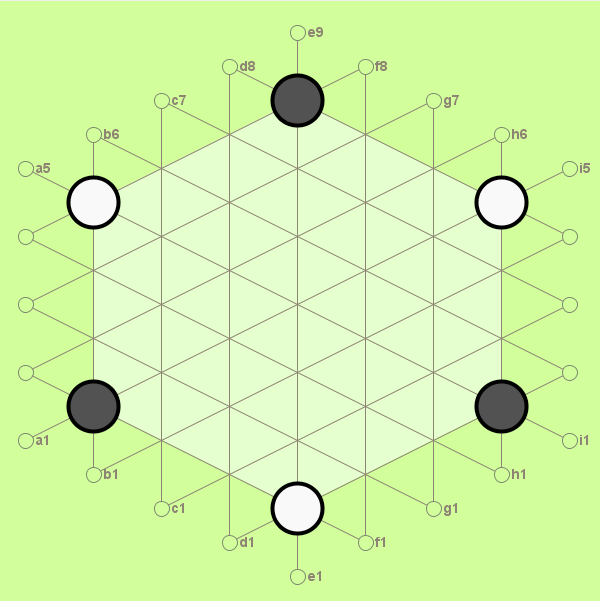 e9
d8 f8
c7 g7
b6 h6
a5 i5
a1 i1
b1 h1
c1 g1
d1 f1
e1